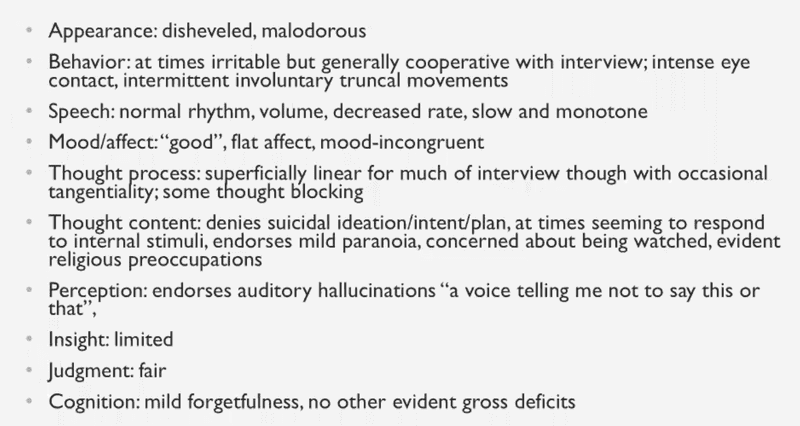 • Appearance: disheveled, malodorous
• Behavior: at times irritable but generally cooperative with interview; intense eye
contact, intermittent involuntary truncal movements
• Speech: normal rhythm, volume, decreased rate, slow and monotone
• Mood/affect: “good”, flat affect, mood-incongruent
• Thought process: superficially linear for much of interview though with occasional
tangentiality; some thought blocking
• Thought content: denies suicidal ideation/intent/plan, at times seeming to respond
to internal stimuli, endorses mild paranoia, concerned about being watched, evident
religious preoccupations
• Perception: endorses auditory hallucinations “a voice telling me not to say this or
that”,
• Insight: limited
• Judgment: fair
• Cognition: mild forgetfulness, no other evident gross deficits